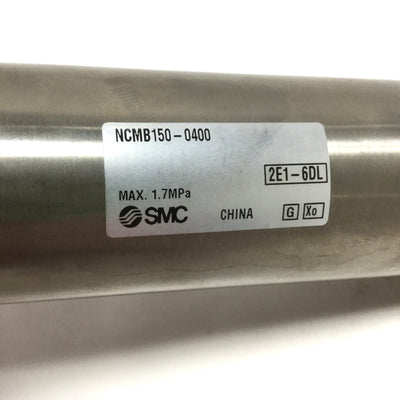 NCMB150-0400
2E1-6DL
MAX. 1.7MPa
SMC CHINA G Xo